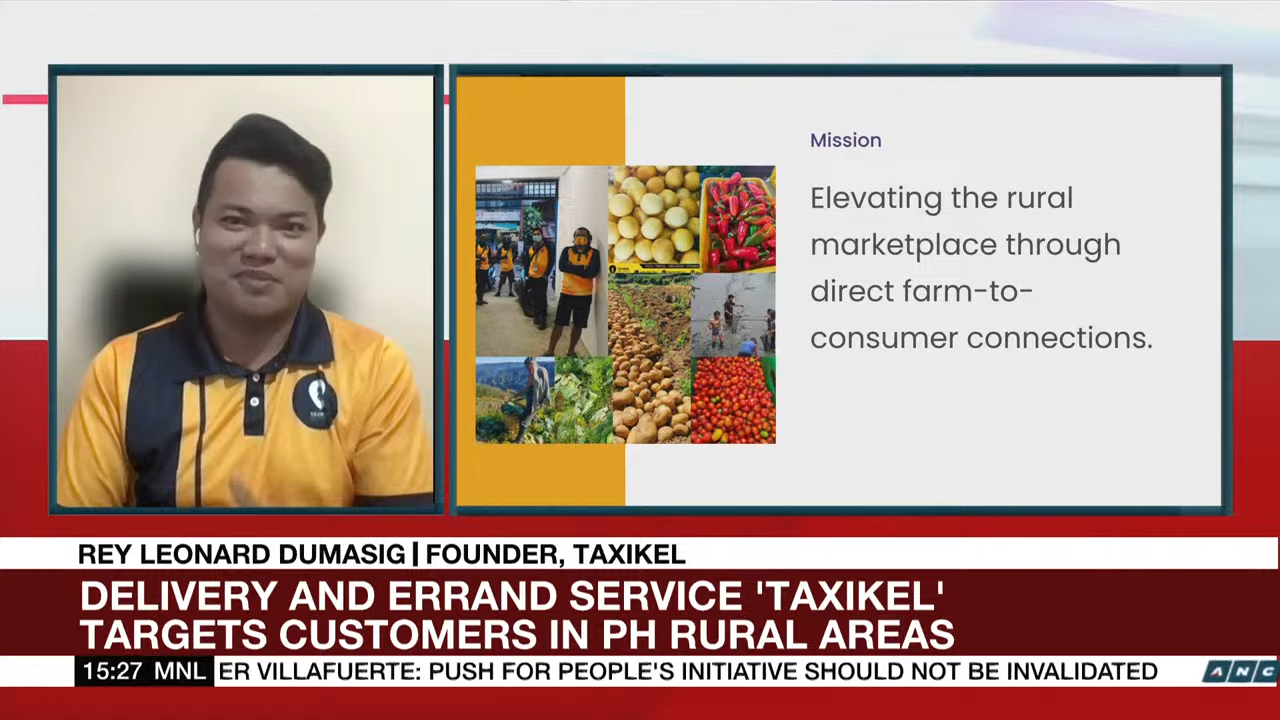 Mission
Elevating the rural
marketplace through
direct farm-to-
consumer connections.
REY LEONARD DUMASIG | FOUNDER, TAXIKEL
DELIVERY AND ERRAND SERVICE 'TAXIKEL'
TARGETS CUSTOMERS IN PH RURAL AREAS
15:27 MNL ER VILLAFUERTE: PUSH FOR PEOPLE'S INITIATIVE SHOULD NOT BE INVALIDATED
ANC